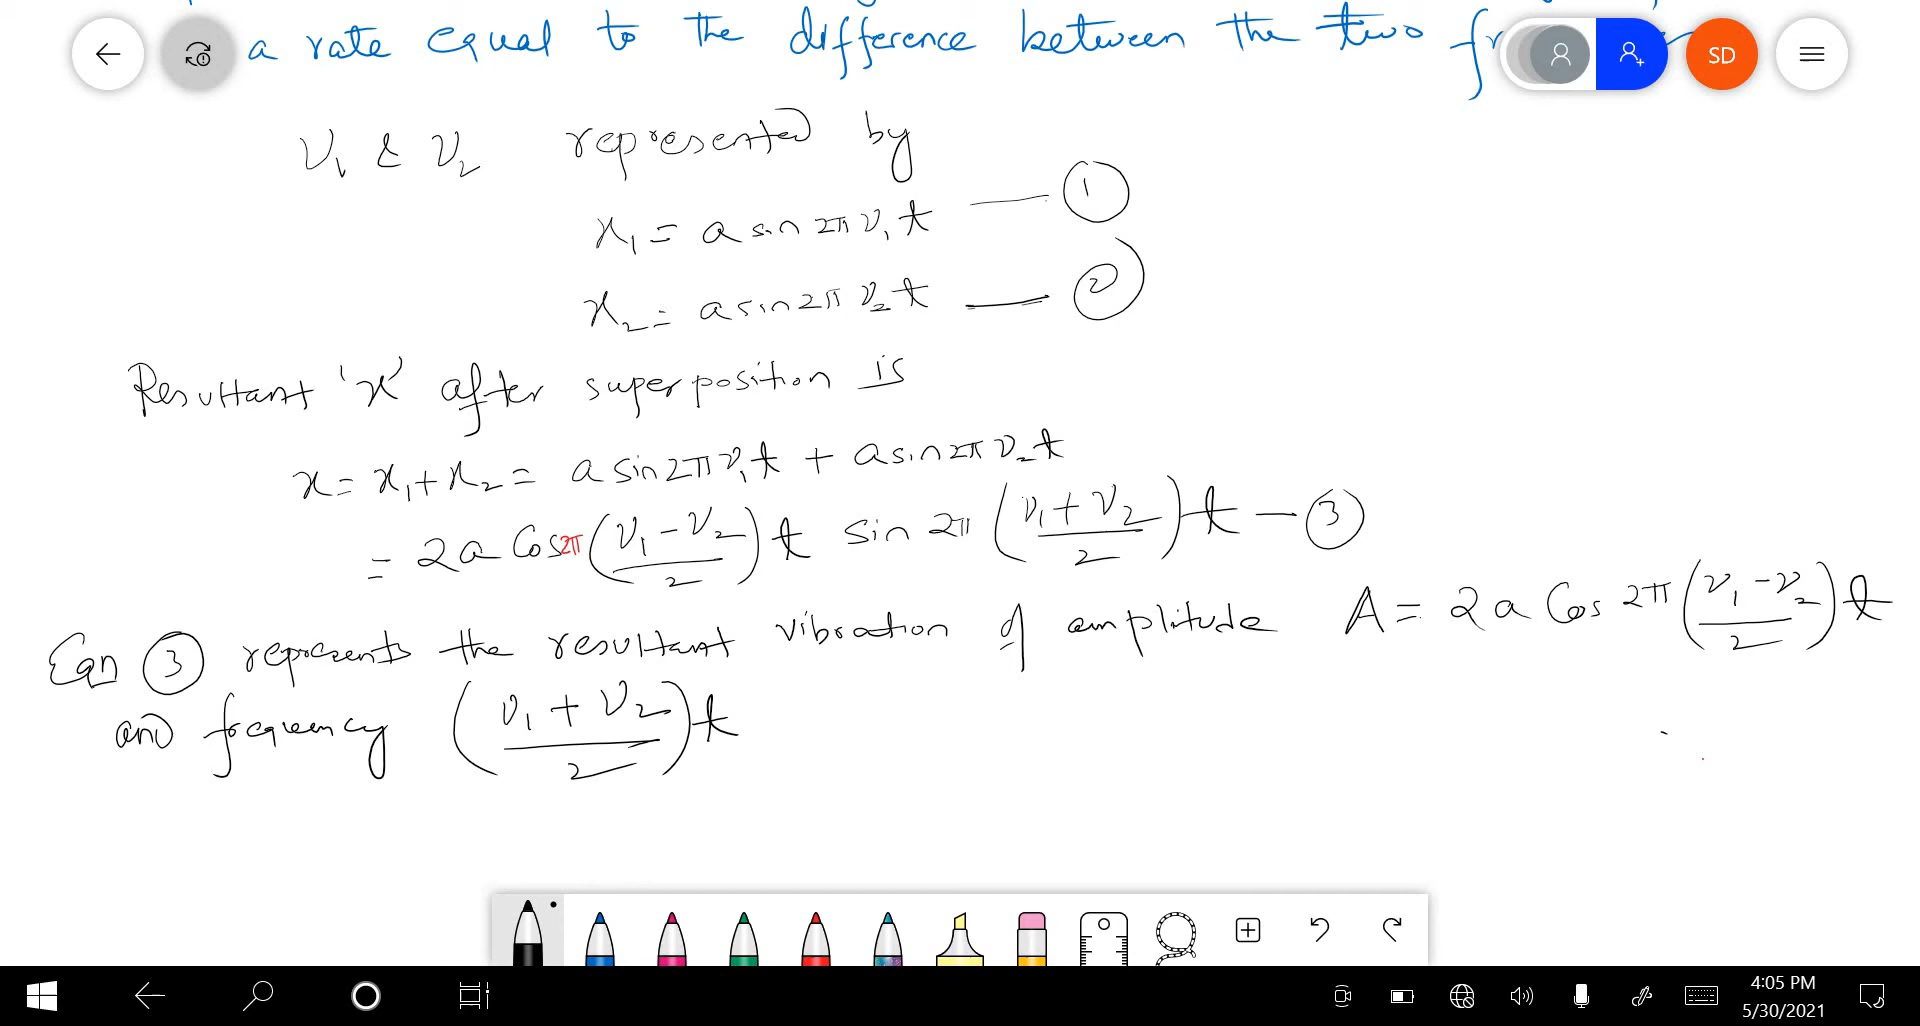 a rate equal to the difference between the two
SD
ν₁ & ν₂ represented by
x₁ = a sin 2π ν₁ t — ①
x₂ = a sin 2π ν₂ t — ②
Resultant 'x' after superposition is
x = x₁ + x₂ = a sin 2π ν₁ t + a sin 2π ν₂ t
= 2a Cos 2π ((ν₁ - ν₂)/2) t sin 2π ((ν₁ + ν₂)/2) t — ③
Eqn ③ represents the resultant vibration of amplitude A = 2a Cos 2π ((ν₁ - ν₂)/2) t
and frequency ((ν₁ + ν₂)/2) t
4:05 PM
5/30/2021